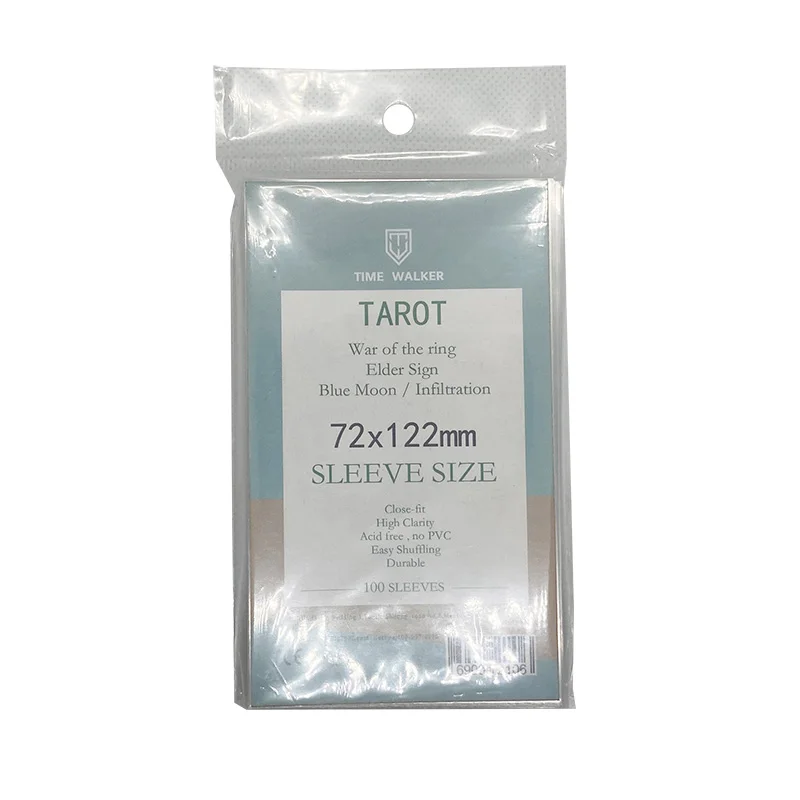 TIME WALKER
TAROT
War of the ring
Elder Sign
Blue Moon / Infiltration
72x122mm
SLEEVE SIZE
Close-fit
High Clarity
Acid free , no PVC
Easy Shuffling
Durable
100 SLEEVES